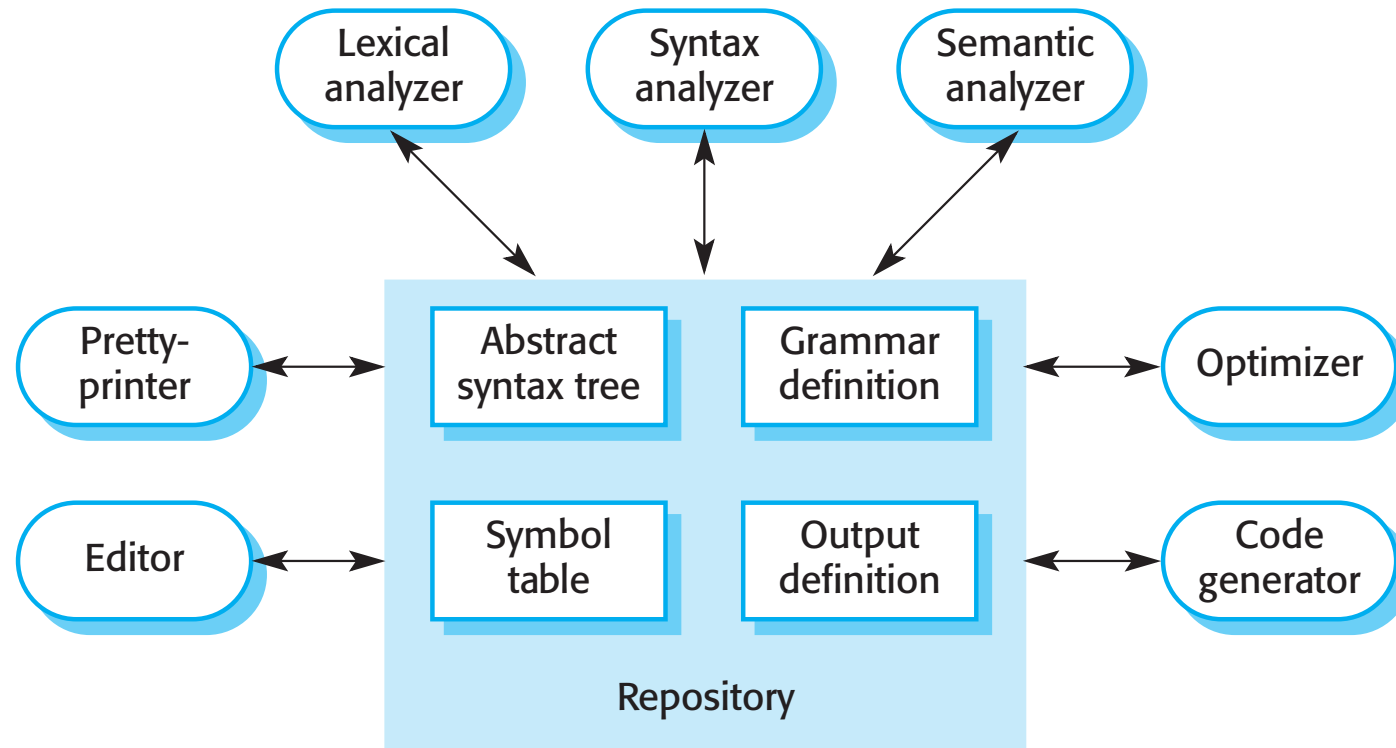 Lexical
analyzer
Syntax
analyzer
Semantic
analyzer
Pretty-
printer
Abstract
syntax tree
Grammar
definition
Optimizer
Editor
Symbol
table
Output
definition
Code
generator
Repository